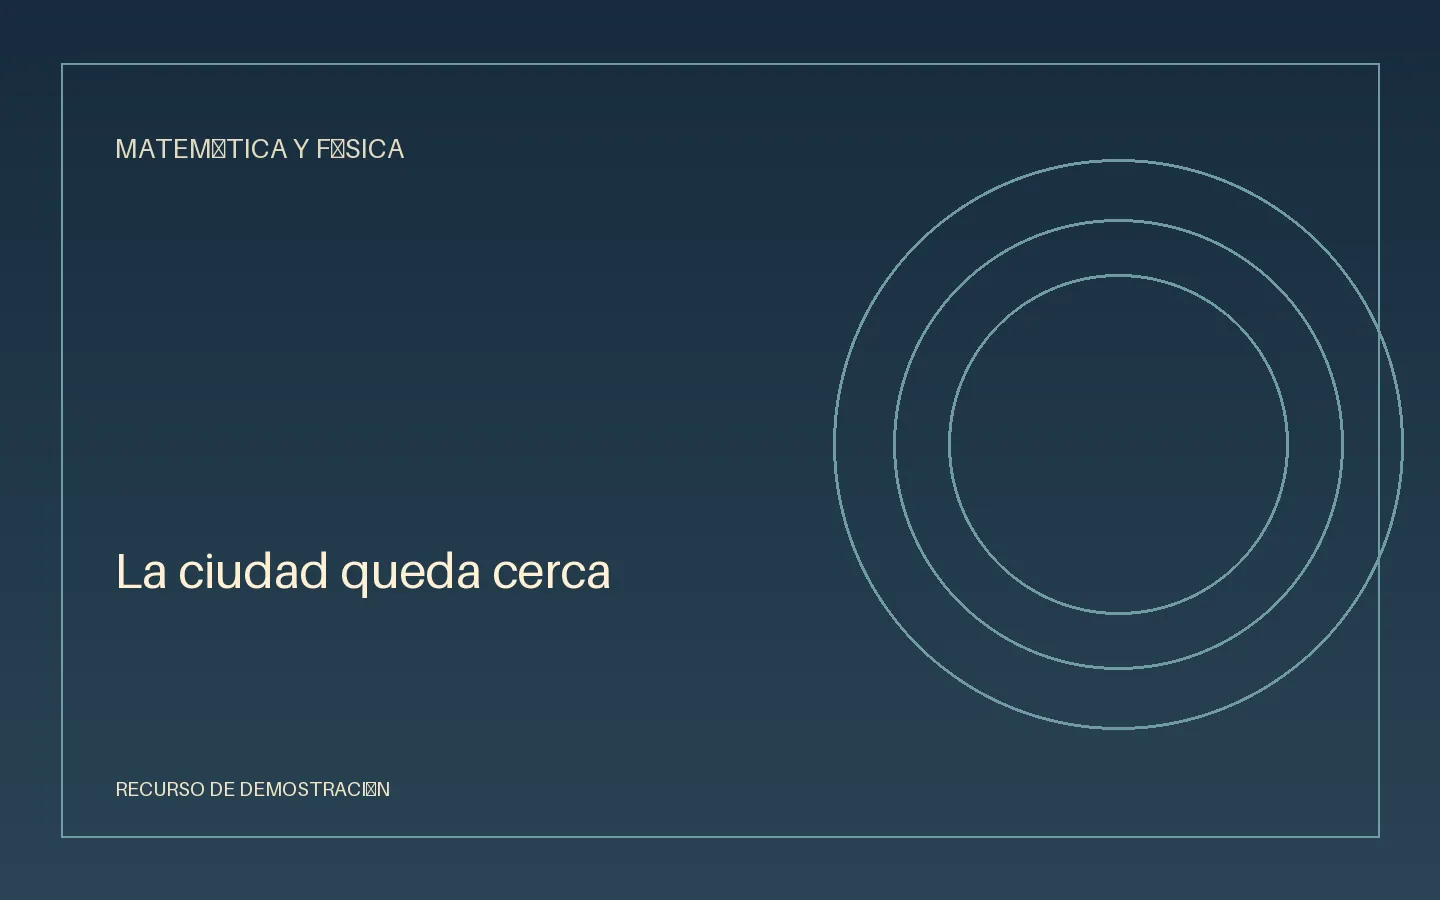 MATEM☒TICA Y F☒SICA
La ciudad queda cerca
RECURSO DE DEMOSTRACI☒N